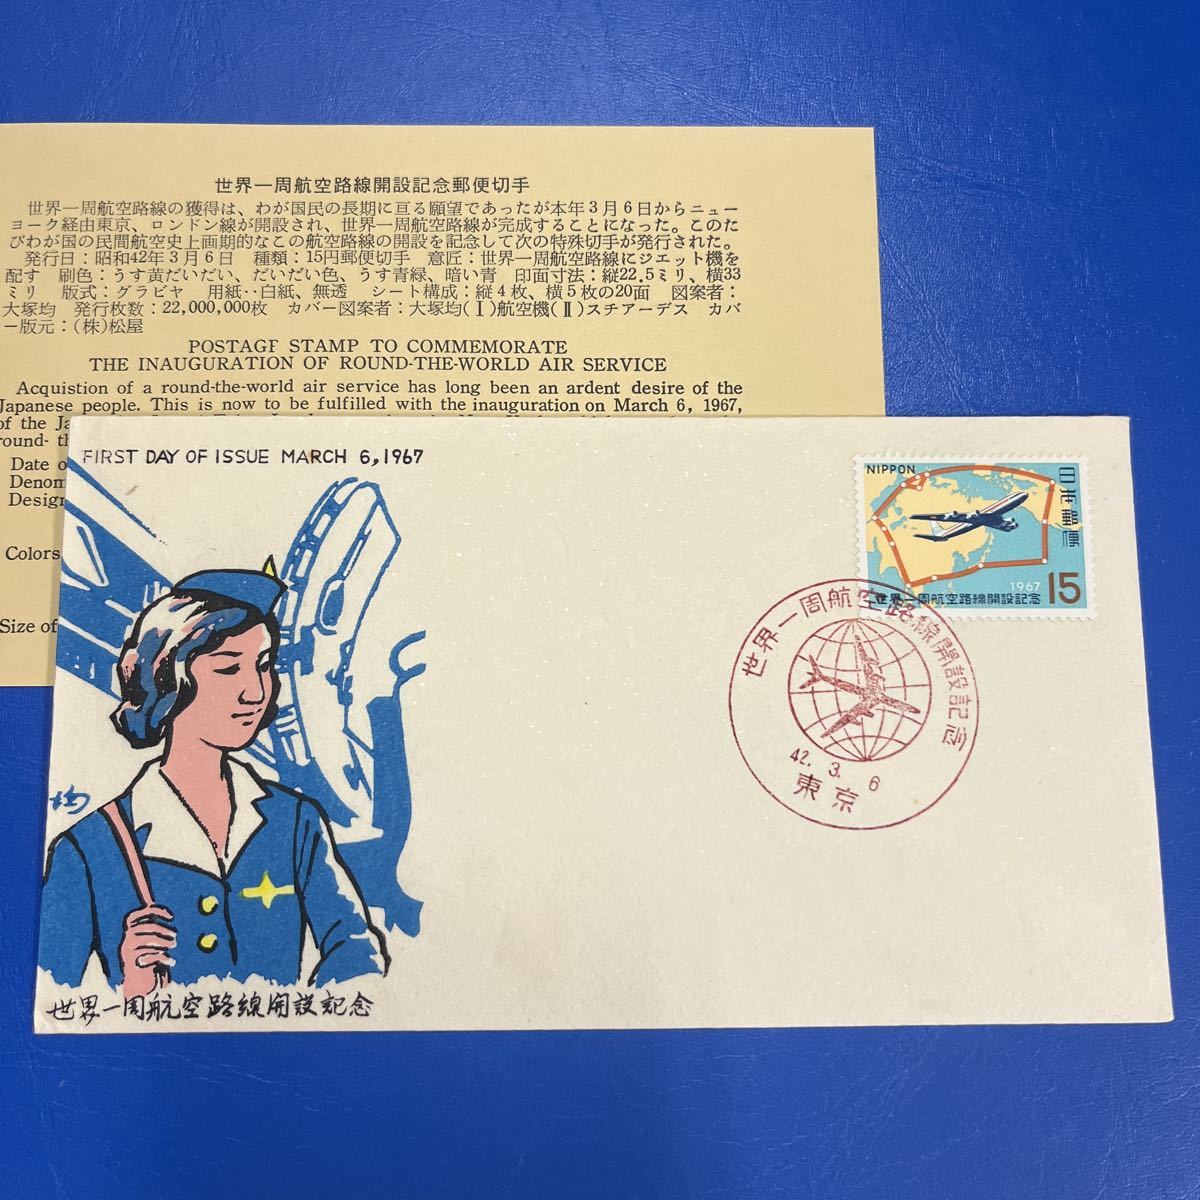 世界一周航空路線開設記念郵便切手
世界一周航空路線の獲得は、わが国民の長期に亘る願望であったが本年3月6日からニュー
ヨーク経由東京、ロンドン線が開設され、世界一周航空路線が完成することになった。このた
びわが国の民間航空史上画期的なこの航空路線の開設を記念して次の特殊切手が発行された。
発行日：昭和42年3月6日 種類：15円郵便切手 意匠：世界一周航空路線にジエット機を
配す 刷色：うす黄だいだい、だいだい色、うす青緑、暗い青 印面寸法：縦22.5ミリ、横33
ミリ 版式：グラビヤ 用紙‥白紙、無透 シート構成：縦4枚、横5枚の20面 図案者：
大塚均 発行枚数：22,000,000枚 カバー図案者：大塚均(Ⅰ)航空機(Ⅱ)スチアーデス カバ
ー版元：(株)松屋
POSTAGF STAMP TO COMMEMORATE
THE INAUGURATION OF ROUND-THE-WORLD AIR SERVICE
Acquistion of a round-the-world air service has long been an ardent desire of the
Japanese people. This is now to be fulfilled with the inauguration on March 6, 1967,
of the Ja
round- th
Date o
Denom
Design
Colors
Size of
FIRST DAY OF ISSUE MARCH 6, 1967
均
世界一周航空路線開設記念
NIPPON
日本郵便
1967
15
世界一周航空路線開設記念
世界一周航空路線開設記念
42. 3. 6
東京